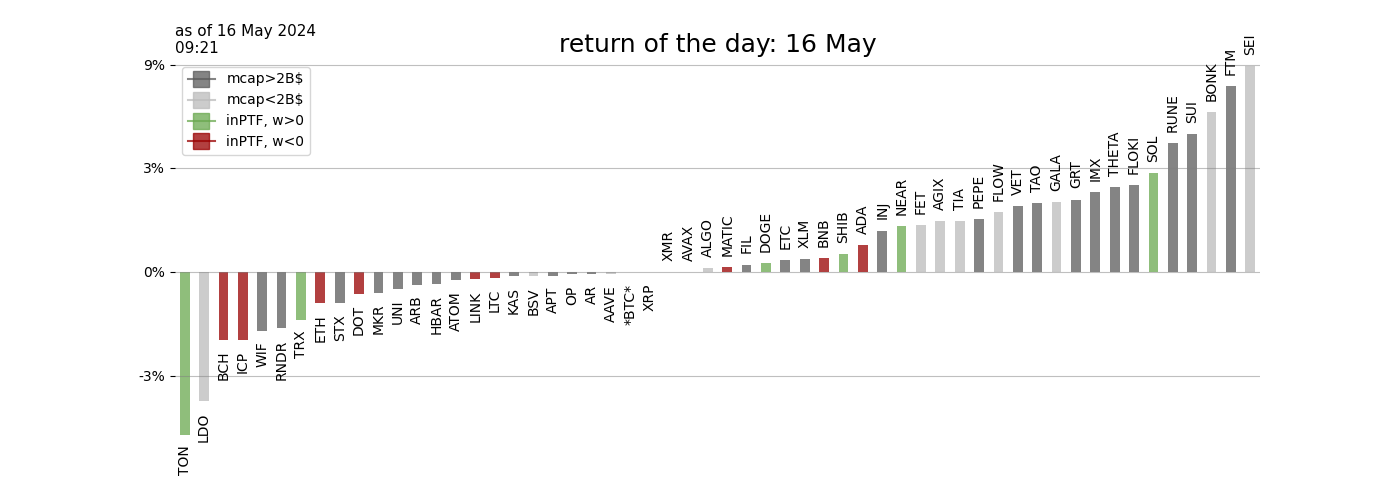 as of 16 May 2024
09:21
return of the day: 16 May
9%
3%
0%
-3%
mcap>2B$
mcap<2B$
inPTF, w>0
inPTF, w<0
TON
LDO
BCH
ICP
WIF
RNDR
TRX
ETH
STX
DOT
MKR
UNI
ARB
HBAR
ATOM
LINK
LTC
KAS
BSV
APT
OP
AR
AAVE
*BTC*
XRP
XMR
AVAX
ALGO
MATIC
FIL
DOGE
ETC
XLM
BNB
SHIB
ADA
INJ
NEAR
FET
AGIX
TIA
PEPE
FLOW
VET
TAO
GALA
GRT
IMX
THETA
FLOKI
SOL
RUNE
SUI
BONK
FTM
SEI